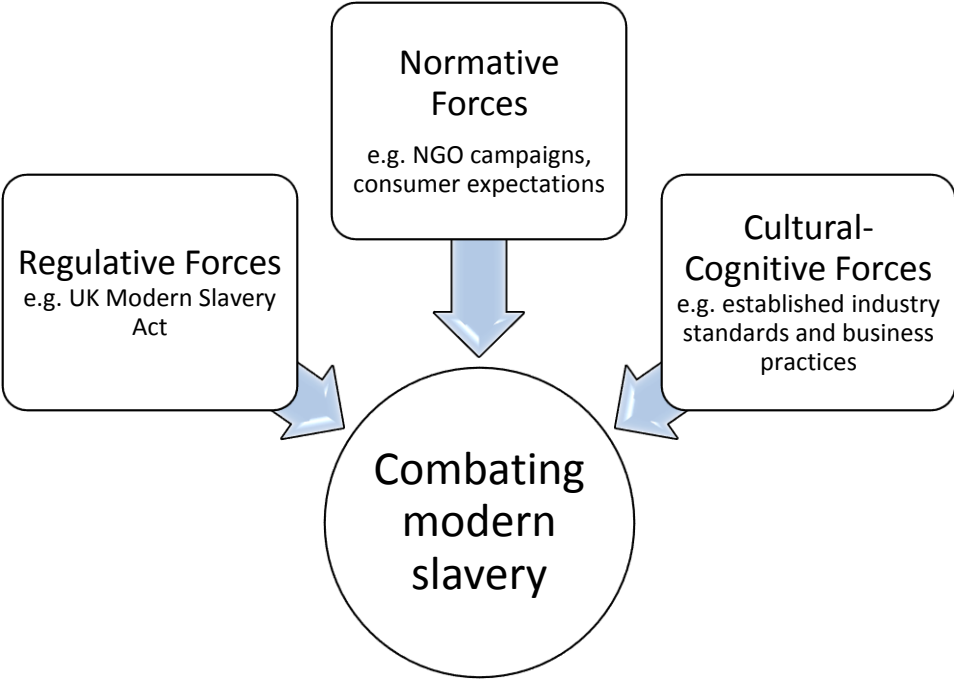 Normative
Forces
e.g. NGO campaigns,
consumer expectations
Regulative Forces
e.g. UK Modern Slavery
Act
Cultural-
Cognitive Forces
e.g. established industry
standards and business
practices
Combating
modern
slavery